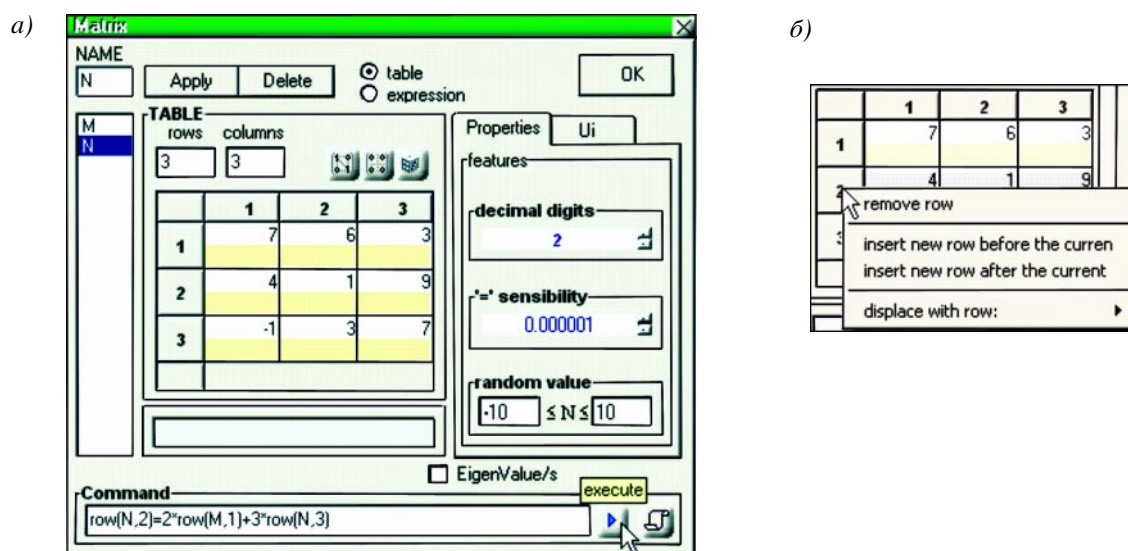 а)
Matrix
NAME
N
Apply
Delete
table
expression
OK
M
N
TABLE
rows columns
3 3
1 2 3
1 7 6 3
2 4 1 9
3 -1 3 7
Properties
Ui
features
decimal digits
2
'=' sensibility
0.000001
random value
-10 ≤ N ≤ 10
EigenValue/s
execute
Command
row(N,2)=2*row(M,1)+3*row(N,3)
б)
1 2 3
1 7 6 3
2 4 1 9
3
remove row
insert new row before the curren
insert new row after the current
displace with row: